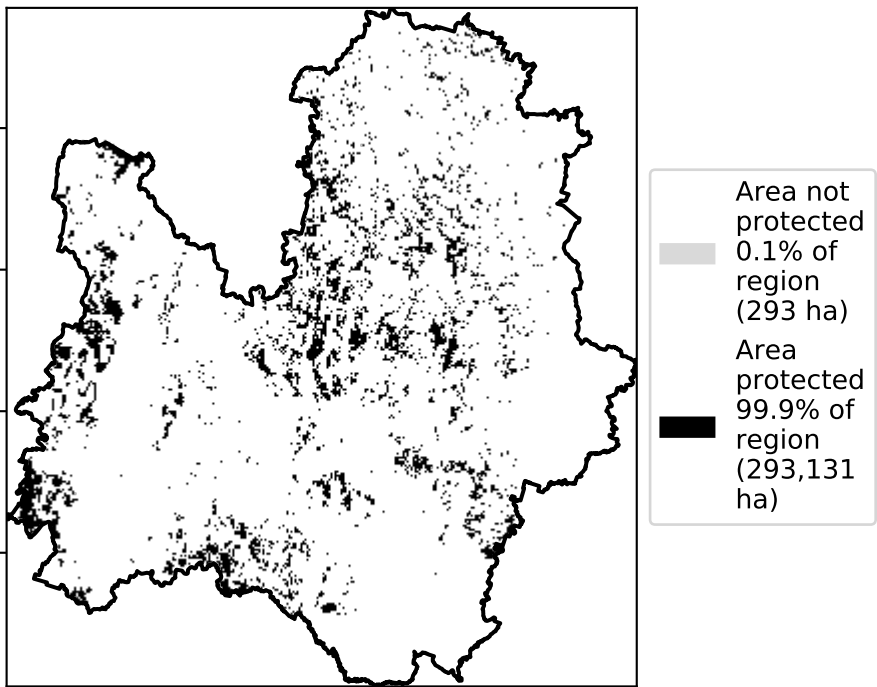 Area not
protected
0.1% of
region
(293 ha)
Area
protected
99.9% of
region
(293,131
ha)